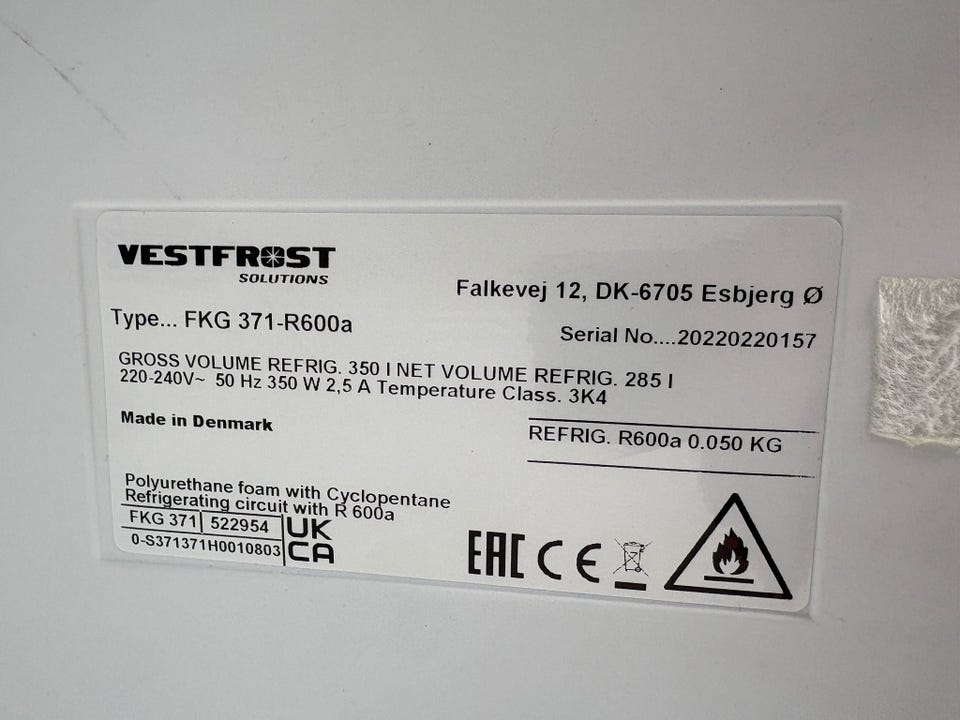 VESTFROST
SOLUTIONS
Falkevej 12, DK-6705 Esbjerg Ø
Type... FKG 371-R600a
Serial No....20220220157
GROSS VOLUME REFRIG. 350 l NET VOLUME REFRIG. 285 l
220-240V~ 50 Hz 350 W 2,5 A Temperature Class. 3K4
Made in Denmark
REFRIG. R600a 0.050 KG
Polyurethane foam with Cyclopentane
Refrigerating circuit with R 600a
FKG 371 522954
0-S371371H0010803
UK
CA
EAC CE